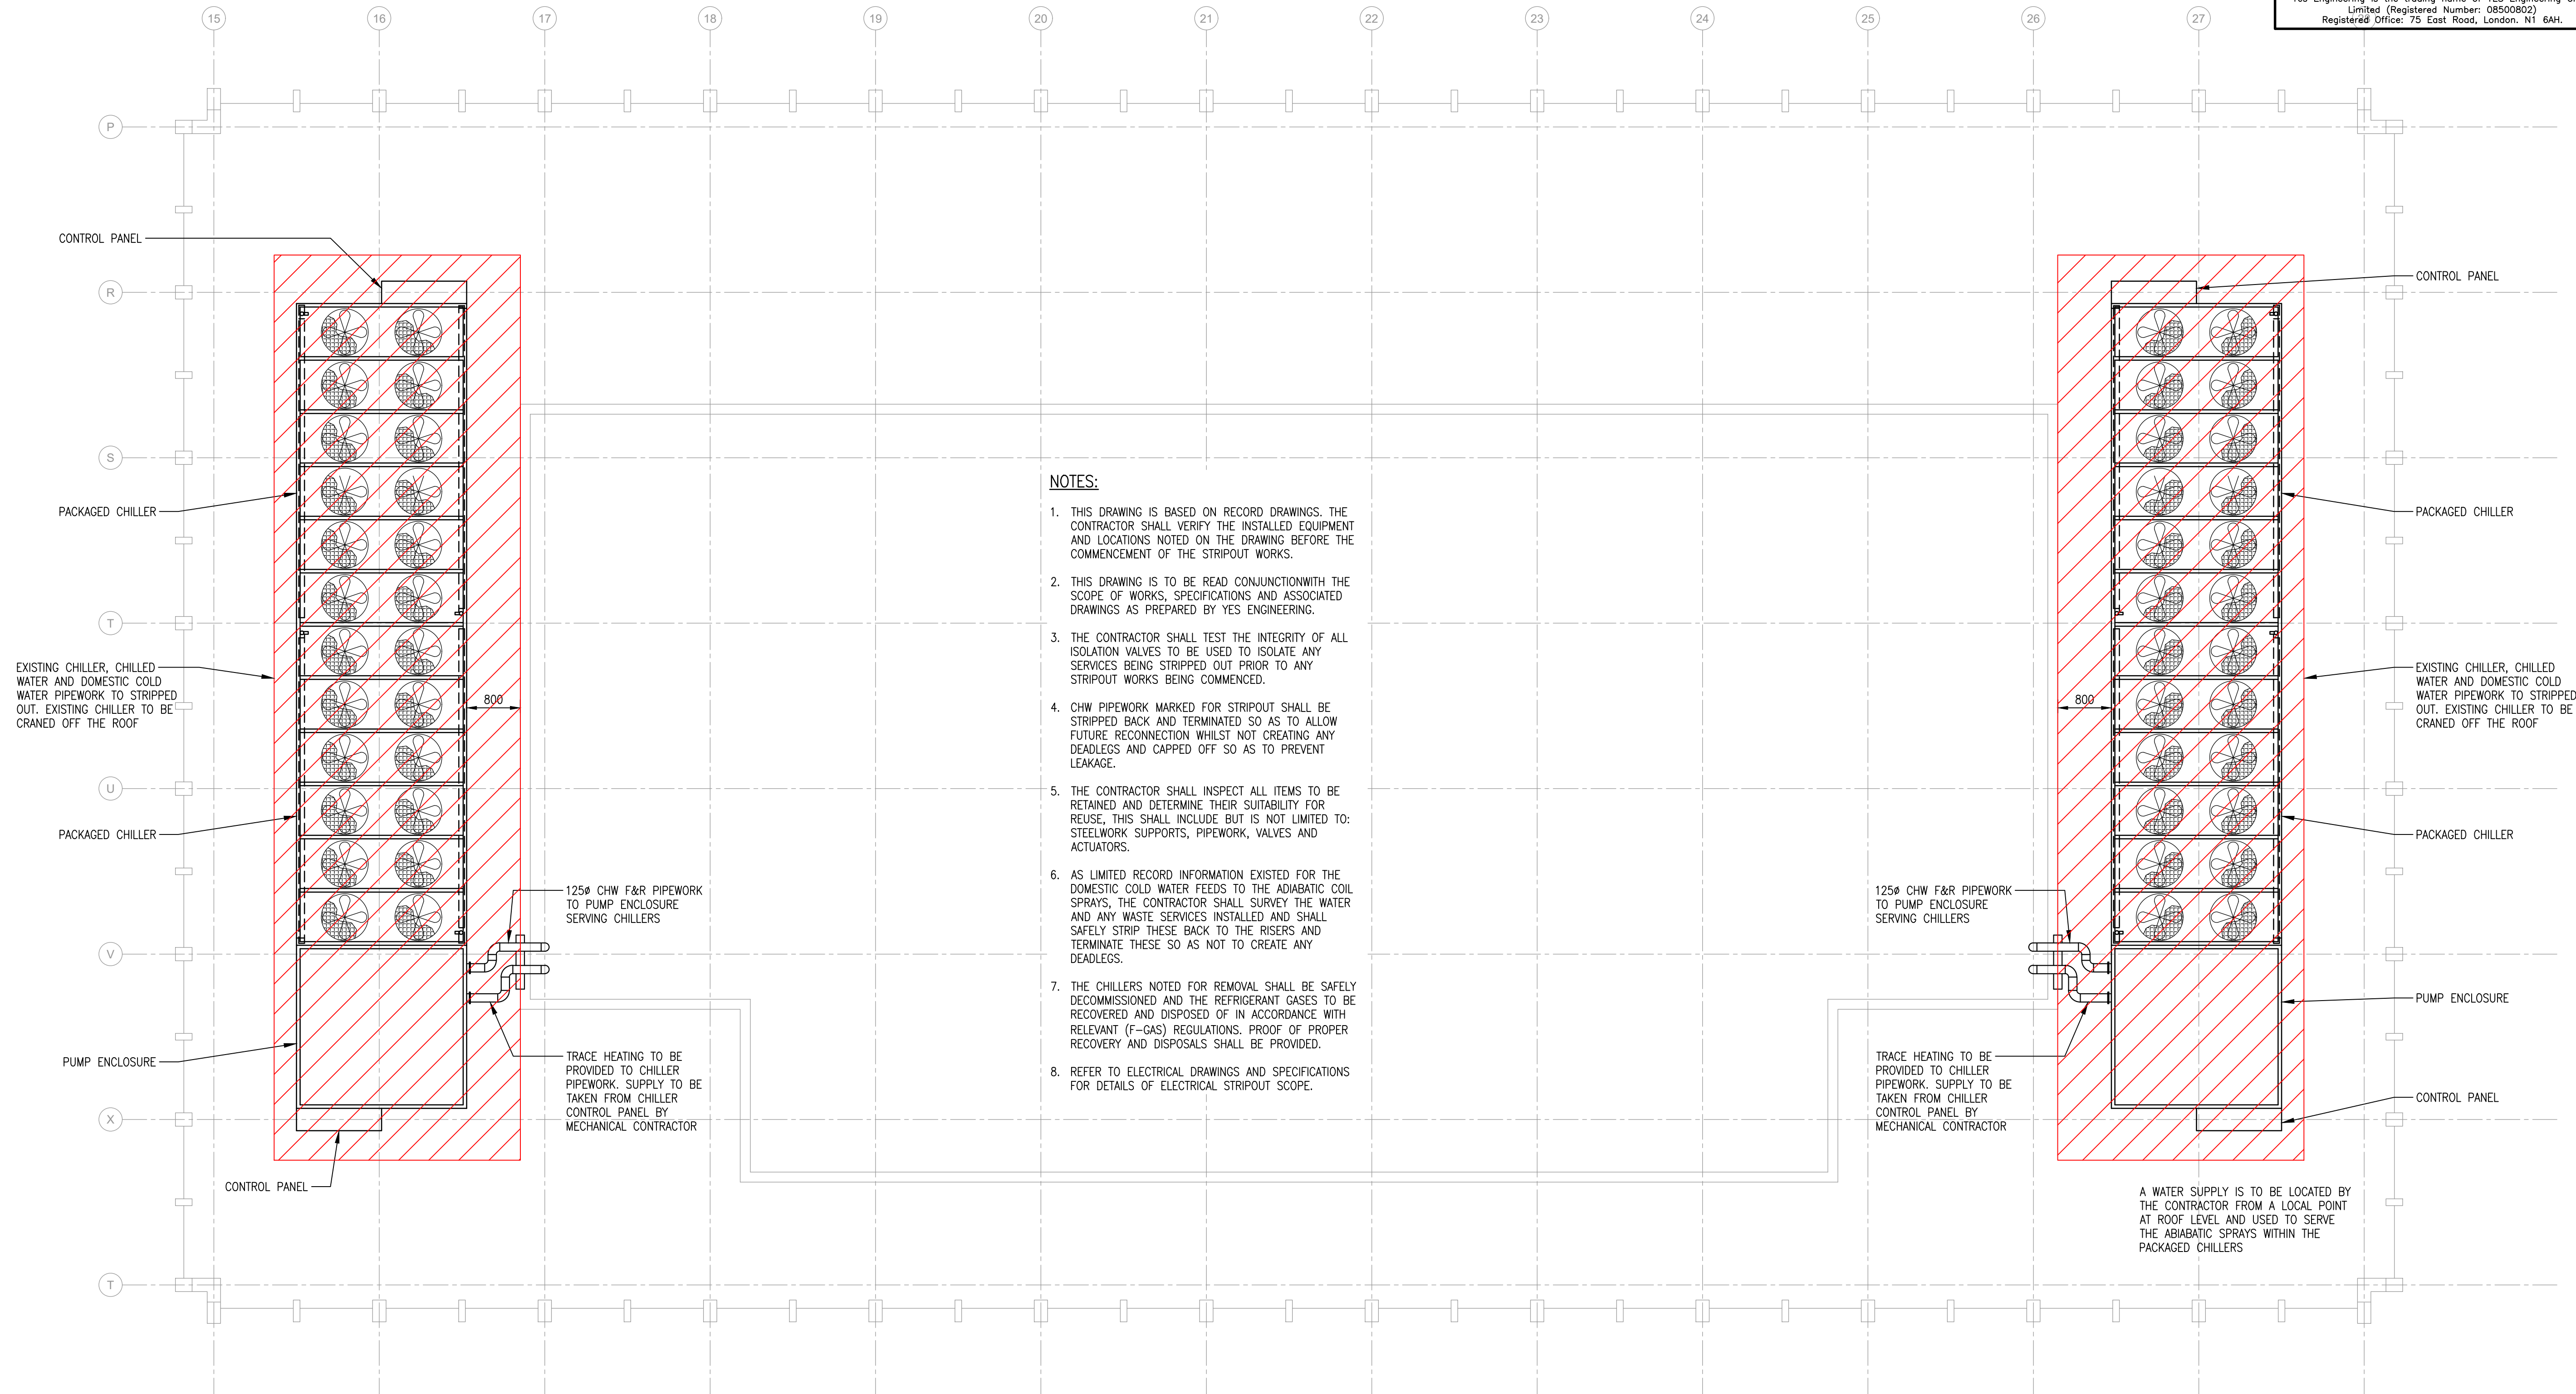 Limited (Registered Number: 08500802)
Registered Office: 75 East Road, London. N1 6AH.
15
16
17
18
19
20
21
22
23
24
25
26
27
P
R
S
T
U
V
X
T
CONTROL PANEL
PACKAGED CHILLER
EXISTING CHILLER, CHILLED
WATER AND DOMESTIC COLD
WATER PIPEWORK TO STRIPPED
OUT. EXISTING CHILLER TO BE
CRANED OFF THE ROOF
800
PACKAGED CHILLER
125ø CHW F&R PIPEWORK
TO PUMP ENCLOSURE
SERVING CHILLERS
PUMP ENCLOSURE
TRACE HEATING TO BE
PROVIDED TO CHILLER
PIPEWORK. SUPPLY TO BE
TAKEN FROM CHILLER
CONTROL PANEL BY
MECHANICAL CONTRACTOR
CONTROL PANEL
NOTES:
1. THIS DRAWING IS BASED ON RECORD DRAWINGS. THE
CONTRACTOR SHALL VERIFY THE INSTALLED EQUIPMENT
AND LOCATIONS NOTED ON THE DRAWING BEFORE THE
COMMENCEMENT OF THE STRIPOUT WORKS.
2. THIS DRAWING IS TO BE READ CONJUNCTIONWITH THE
SCOPE OF WORKS, SPECIFICATIONS AND ASSOCIATED
DRAWINGS AS PREPARED BY YES ENGINEERING.
3. THE CONTRACTOR SHALL TEST THE INTEGRITY OF ALL
ISOLATION VALVES TO BE USED TO ISOLATE ANY
SERVICES BEING STRIPPED OUT PRIOR TO ANY
STRIPOUT WORKS BEING COMMENCED.
4. CHW PIPEWORK MARKED FOR STRIPOUT SHALL BE
STRIPPED BACK AND TERMINATED SO AS TO ALLOW
FUTURE RECONNECTION WHILST NOT CREATING ANY
DEADLEGS AND CAPPED OFF SO AS TO PREVENT
LEAKAGE.
5. THE CONTRACTOR SHALL INSPECT ALL ITEMS TO BE
RETAINED AND DETERMINE THEIR SUITABILITY FOR
REUSE, THIS SHALL INCLUDE BUT IS NOT LIMITED TO:
STEELWORK SUPPORTS, PIPEWORK, VALVES AND
ACTUATORS.
6. AS LIMITED RECORD INFORMATION EXISTED FOR THE
DOMESTIC COLD WATER FEEDS TO THE ADIABATIC COIL
SPRAYS, THE CONTRACTOR SHALL SURVEY THE WATER
AND ANY WASTE SERVICES INSTALLED AND SHALL
SAFELY STRIP THESE BACK TO THE RISERS AND
TERMINATE THESE SO AS NOT TO CREATE ANY
DEADLEGS.
7. THE CHILLERS NOTED FOR REMOVAL SHALL BE SAFELY
DECOMMISSIONED AND THE REFRIGERANT GASES TO BE
RECOVERED AND DISPOSED OF IN ACCORDANCE WITH
RELEVANT (F-GAS) REGULATIONS. PROOF OF PROPER
RECOVERY AND DISPOSALS SHALL BE PROVIDED.
8. REFER TO ELECTRICAL DRAWINGS AND SPECIFICATIONS
FOR DETAILS OF ELECTRICAL STRIPOUT SCOPE.
CONTROL PANEL
PACKAGED CHILLER
EXISTING CHILLER, CHILLED
WATER AND DOMESTIC COLD
WATER PIPEWORK TO STRIPPED
OUT. EXISTING CHILLER TO BE
CRANED OFF THE ROOF
800
PACKAGED CHILLER
125ø CHW F&R PIPEWORK
TO PUMP ENCLOSURE
SERVING CHILLERS
PUMP ENCLOSURE
TRACE HEATING TO BE
PROVIDED TO CHILLER
PIPEWORK. SUPPLY TO BE
TAKEN FROM CHILLER
CONTROL PANEL BY
MECHANICAL CONTRACTOR
CONTROL PANEL
A WATER SUPPLY IS TO BE LOCATED BY
THE CONTRACTOR FROM A LOCAL POINT
AT ROOF LEVEL AND USED TO SERVE
THE ABIABATIC SPRAYS WITHIN THE
PACKAGED CHILLERS